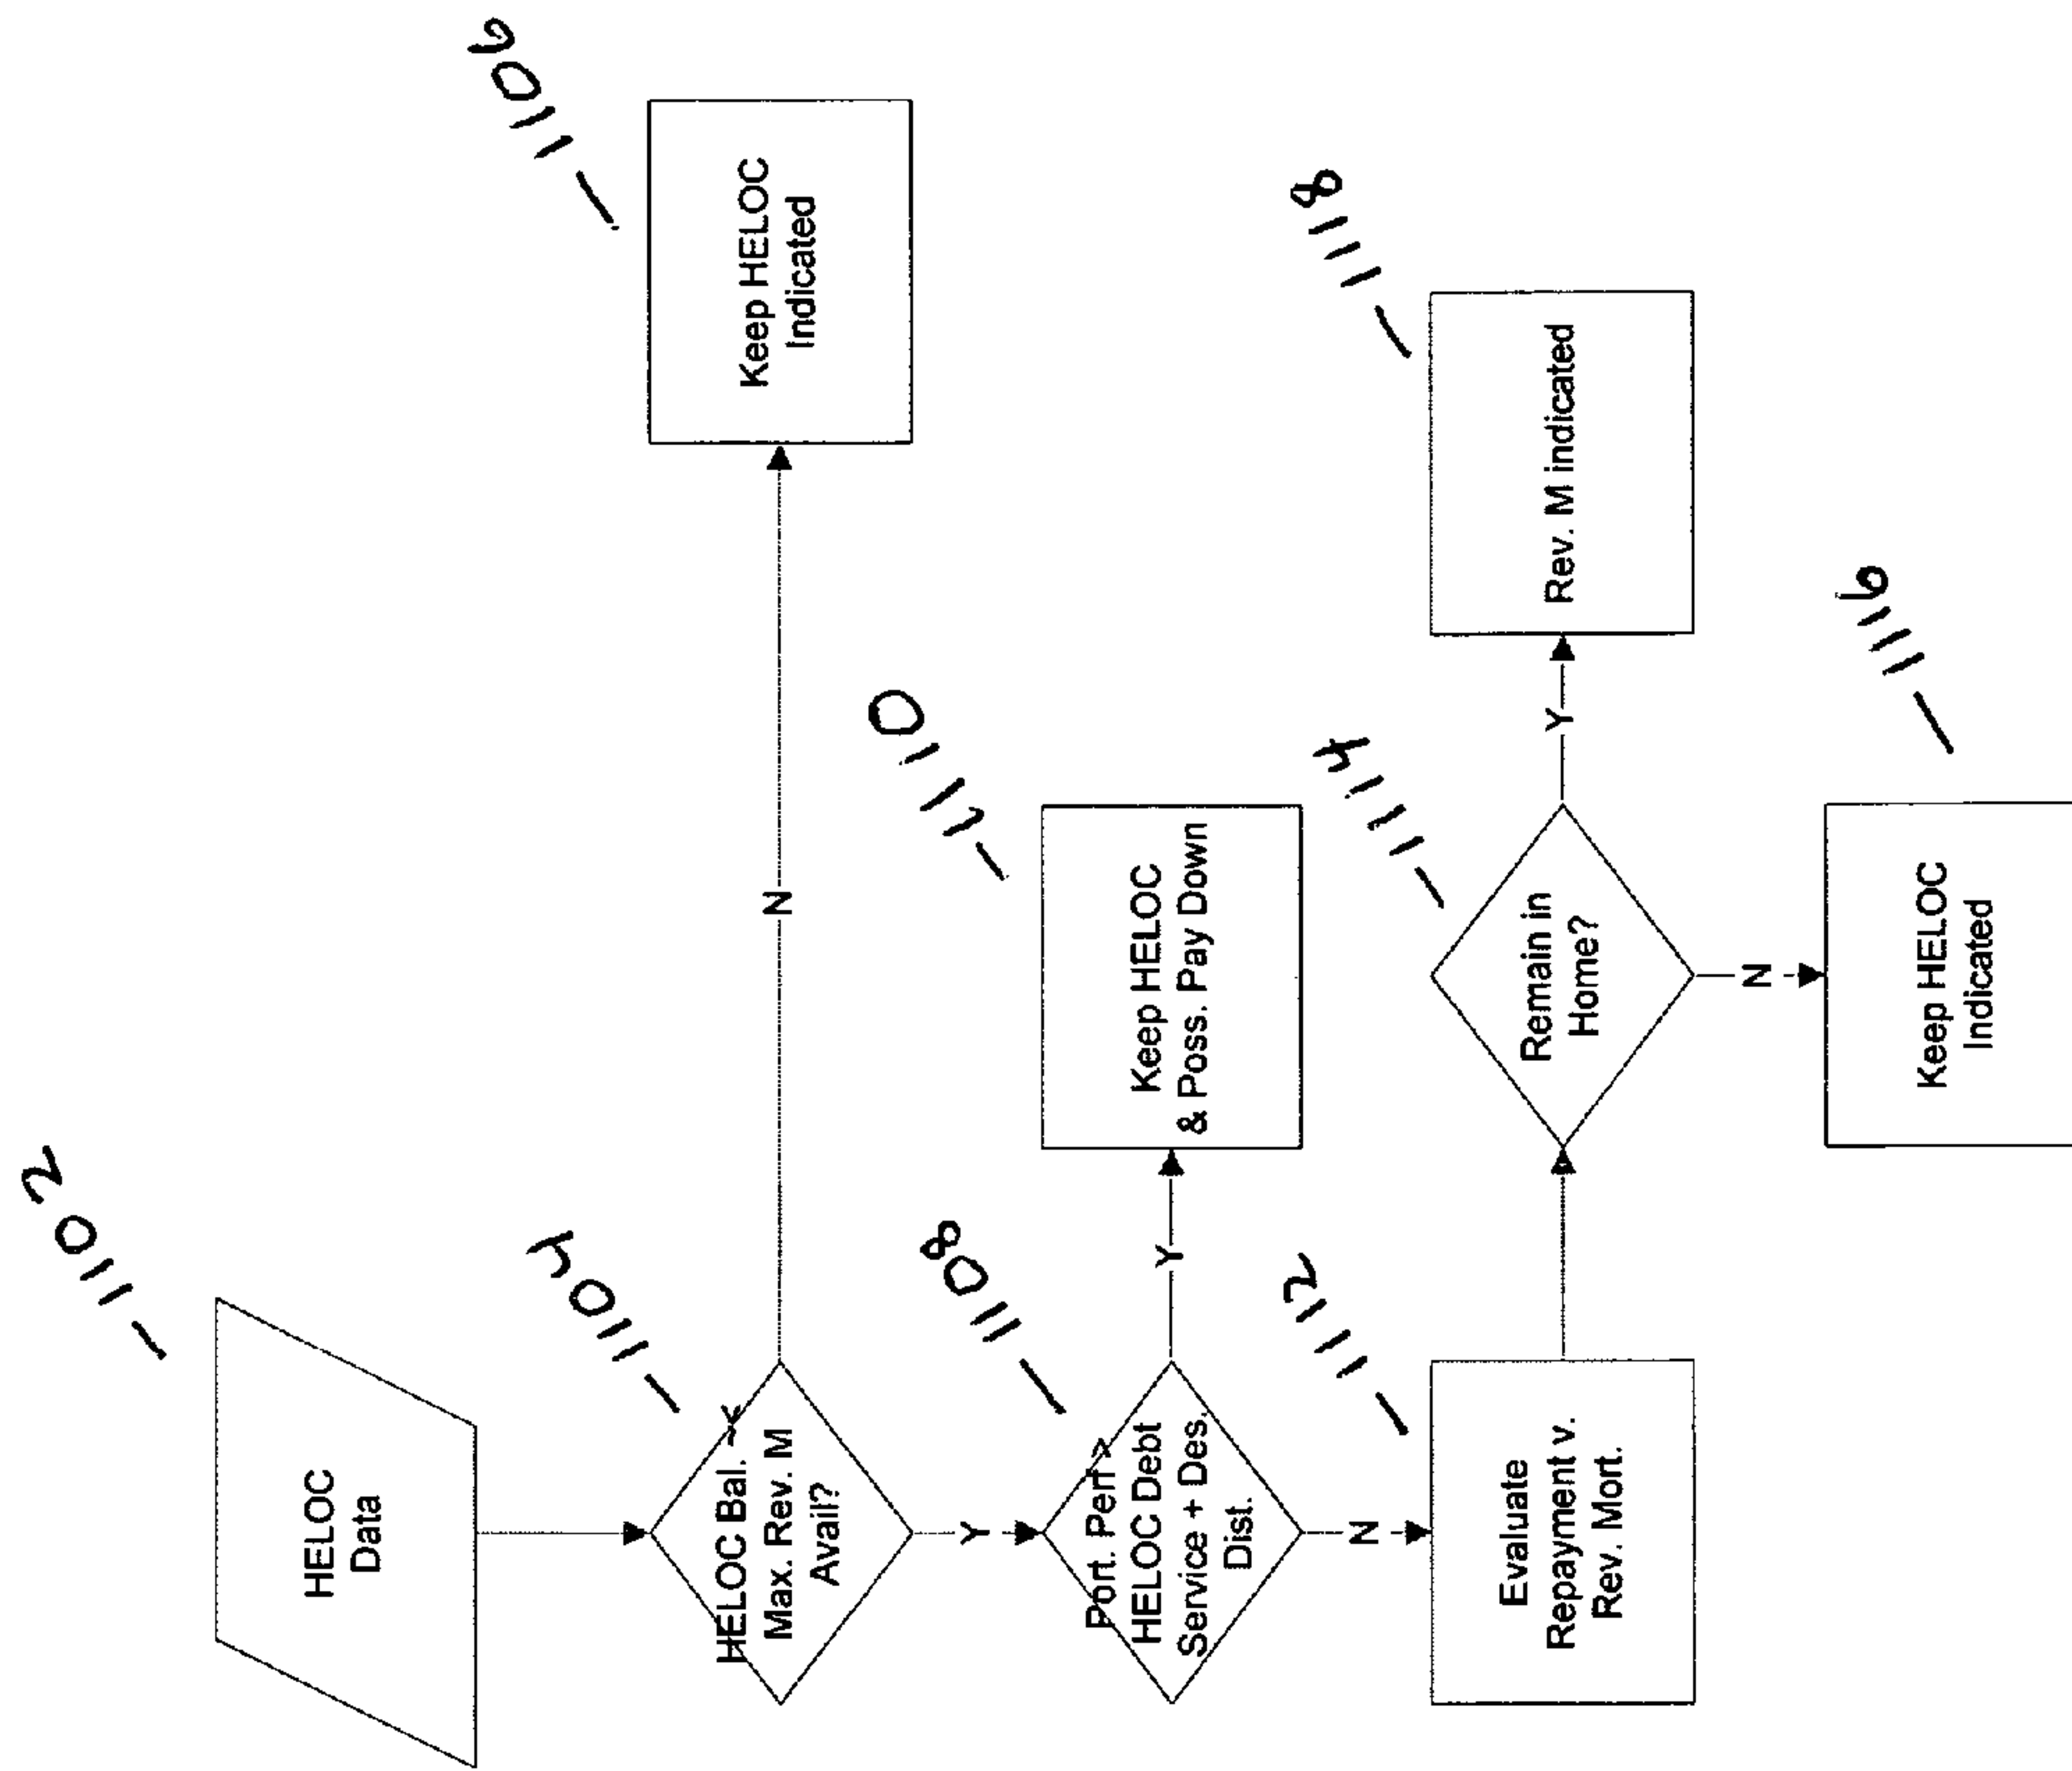 1102
HELOC
Data
1104
HELOC Bal. ~<
Max. Rev. M
Avail?
N
1106
Keep HELOC
Indicated
Y
1108
Port. Perf >
HELOC Debt
Service + Des.
Dist.
Y
1110
Keep HELOC
& Poss. Pay Down
N
1112
Evaluate
Repayment v.
Rev. Mort.
1114
Remain in
Home?
Y
1118
Rev. M indicated
N
1116
Keep HELOC
Indicated